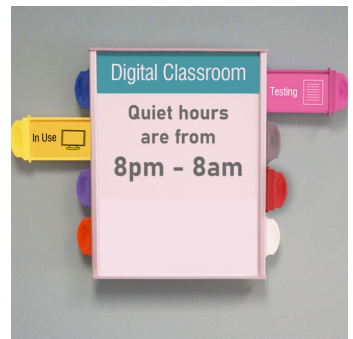 Digital Classroom
Testing
Quiet hours
are from
In Use
8pm - 8am